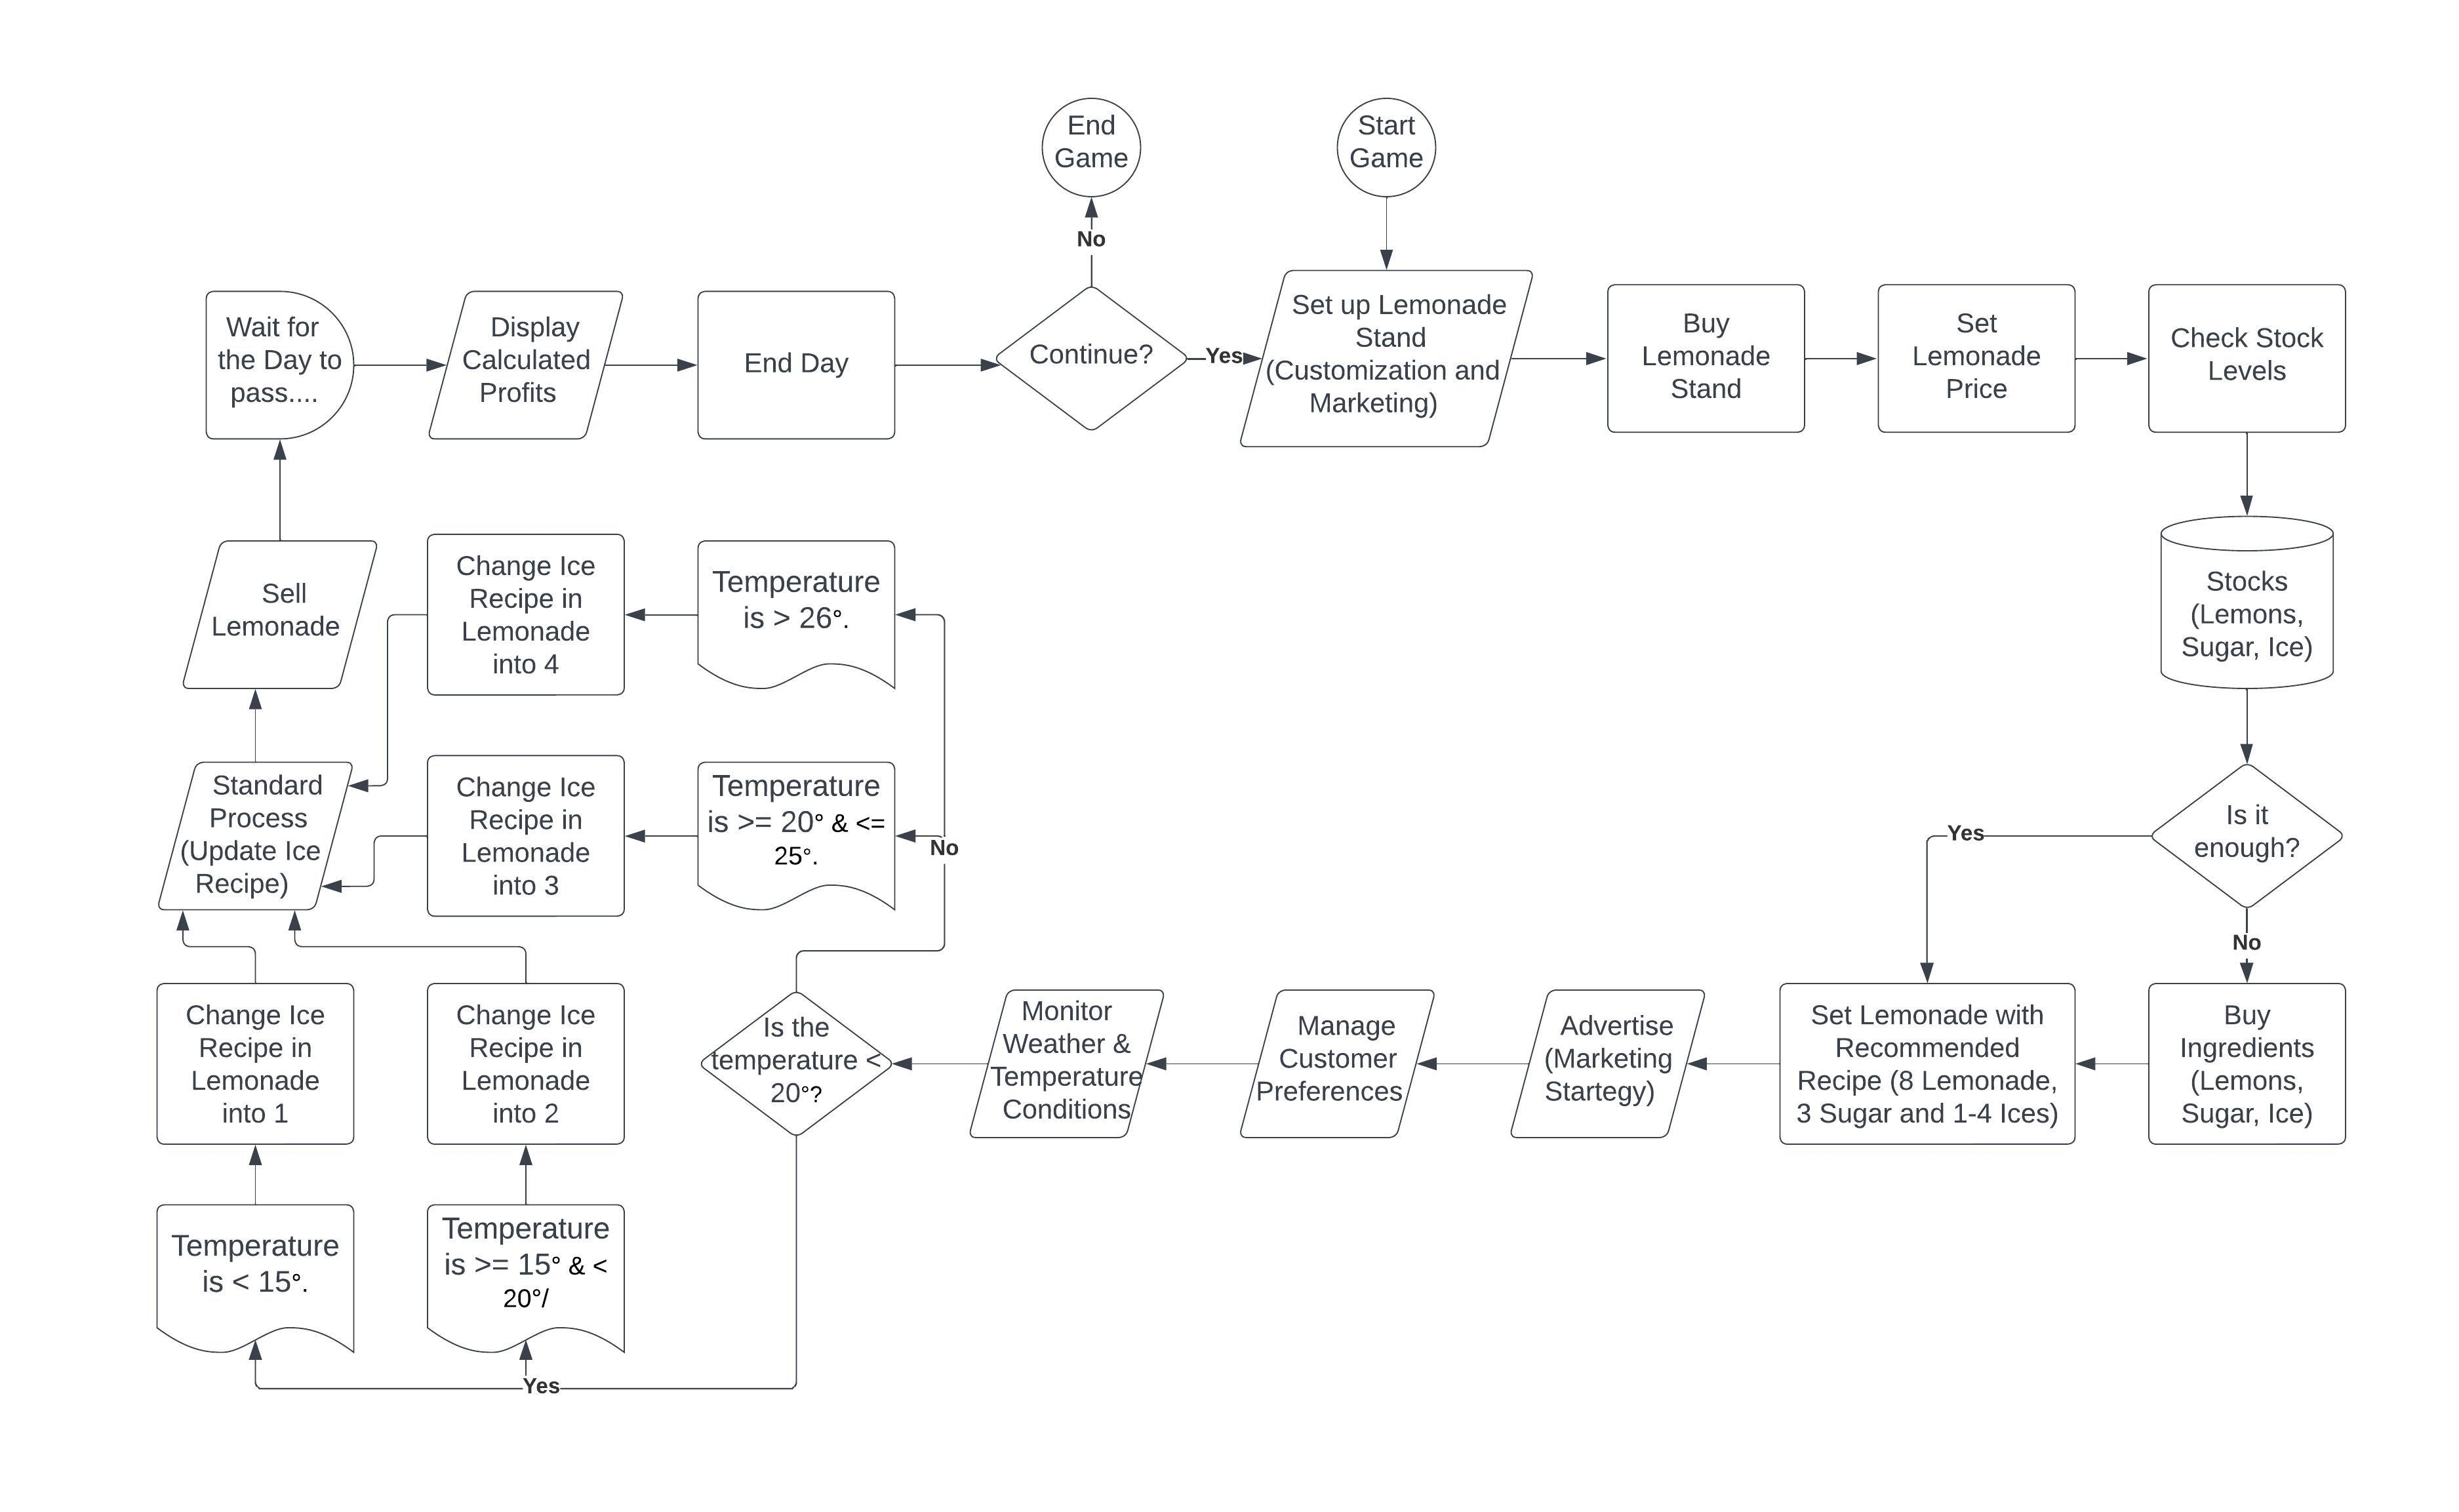 End
Game
Start
Game
No
Wait for
the Day to
pass....
Display
Calculated
Profits
End Day
Continue?
Yes
Set up Lemonade
Stand
(Customization and
Marketing)
Buy
Lemonade
Stand
Set
Lemonade
Price
Check Stock
Levels
Sell
Lemonade
Change Ice
Recipe in
Lemonade
into 4
Temperature
is > 26°.
Stocks
(Lemons,
Sugar, Ice)
Standard
Process
(Update Ice
Recipe)
Change Ice
Recipe in
Lemonade
into 3
Temperature
is >= 20° & <=
25°.
No
Yes
Is it
enough?
No
Change Ice
Recipe in
Lemonade
into 1
Change Ice
Recipe in
Lemonade
into 2
Is the
temperature <
20°?
Monitor
Weather &
Temperature
Conditions
Manage
Customer
Preferences
Advertise
(Marketing
Startegy)
Set Lemonade with
Recommended
Recipe (8 Lemonade,
3 Sugar and 1-4 Ices)
Buy
Ingredients
(Lemons,
Sugar, Ice)
Temperature
is < 15°.
Temperature
is >= 15° & <
20°/
Yes